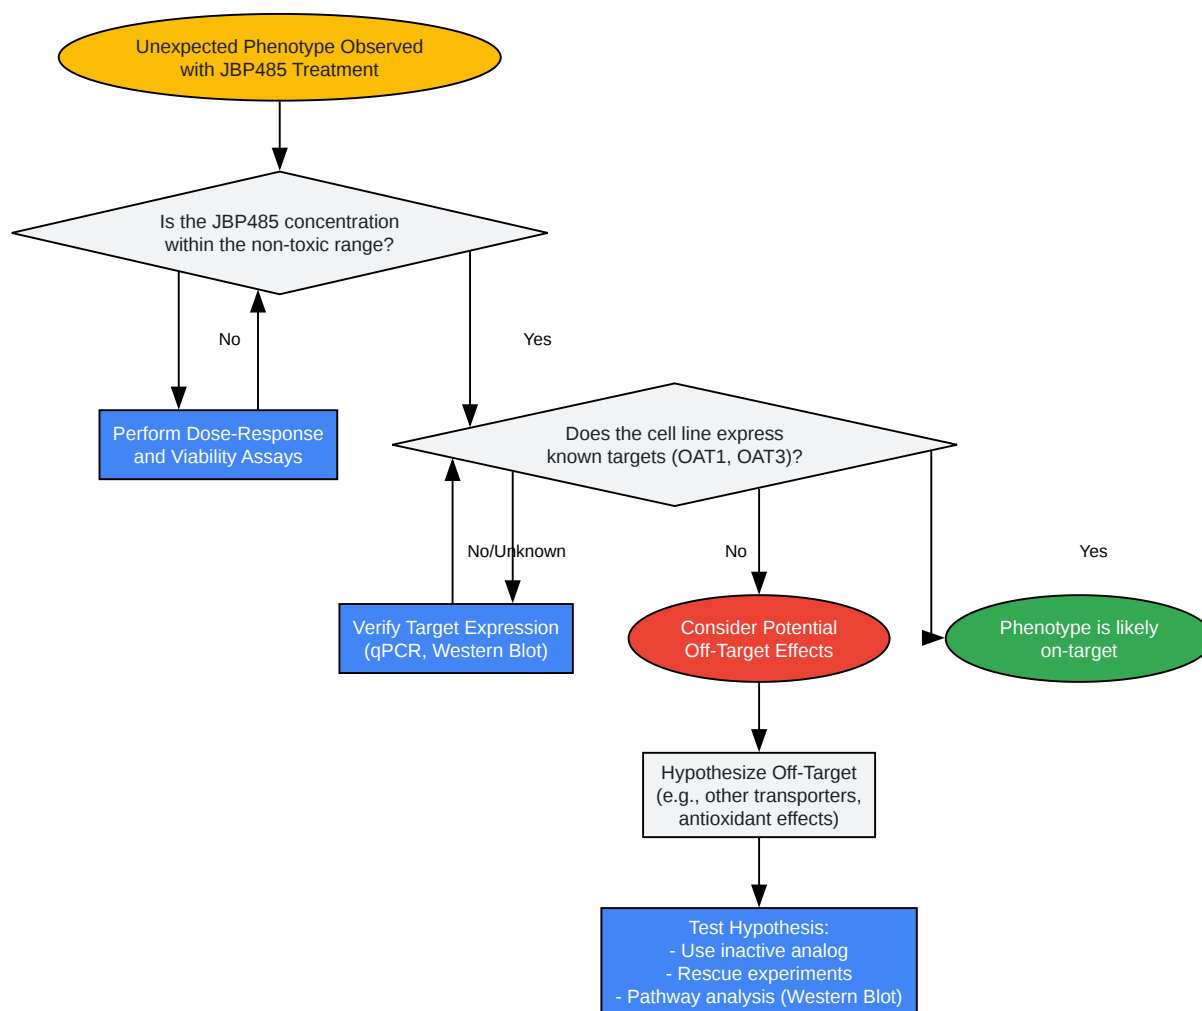 Unexpected Phenotype Observed
with JBP485 Treatment
Is the JBP485 concentration
within the non-toxic range?
No
Yes
Perform Dose-Response
and Viability Assays
Does the cell line express
known targets (OAT1, OAT3)?
No/Unknown
No
Yes
Verify Target Expression
(qPCR, Western Blot)
Consider Potential
Off-Target Effects
Phenotype is likely
on-target
Hypothesize Off-Target
(e.g., other transporters,
antioxidant effects)
Test Hypothesis:
- Use inactive analog
- Rescue experiments
- Pathway analysis (Western Blot)